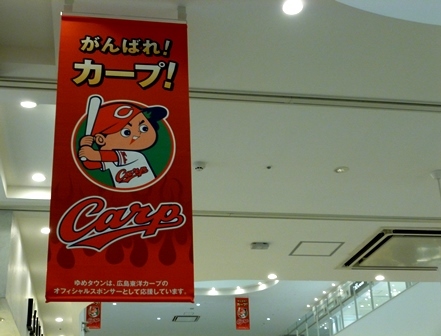 がんばれ!
カープ!
C
Carp
Carp
ゆめタウンは、広島東洋カープの
オフィシャルスポンサーとして応援しています。